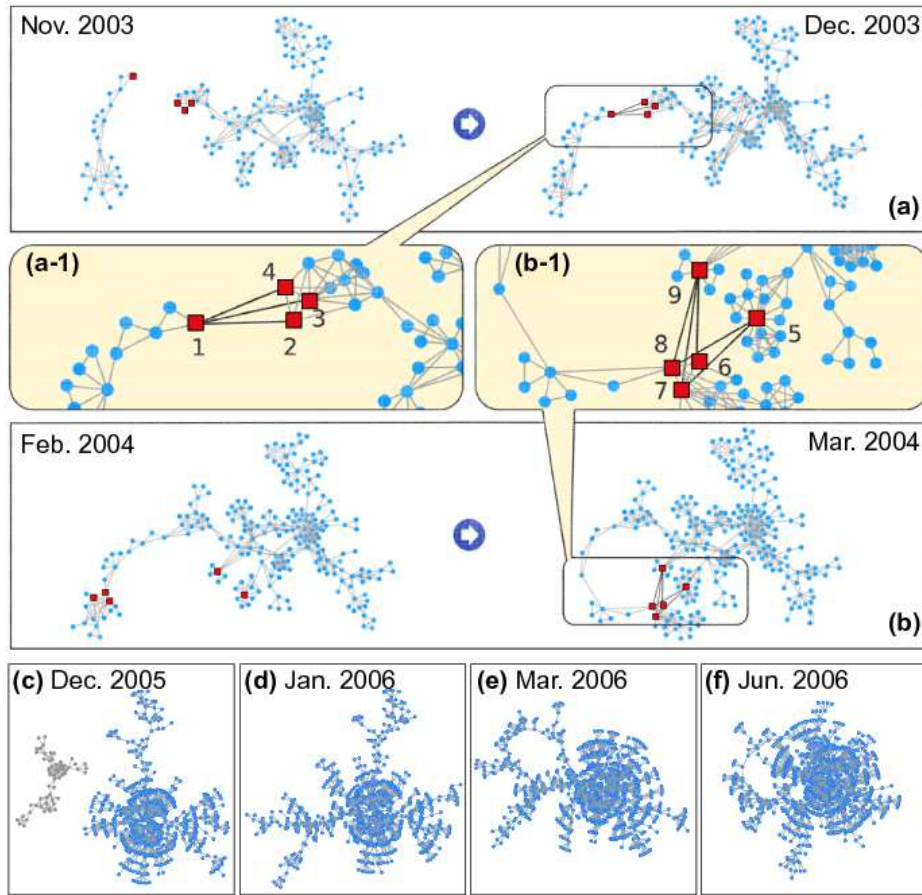 Nov. 2003
Dec. 2003
(a)
(a-1)
4
3
1
2
(b-1)
9
5
8
6
7
Feb. 2004
Mar. 2004
(b)
(c) Dec. 2005
(d) Jan. 2006
(e) Mar. 2006
(f) Jun. 2006